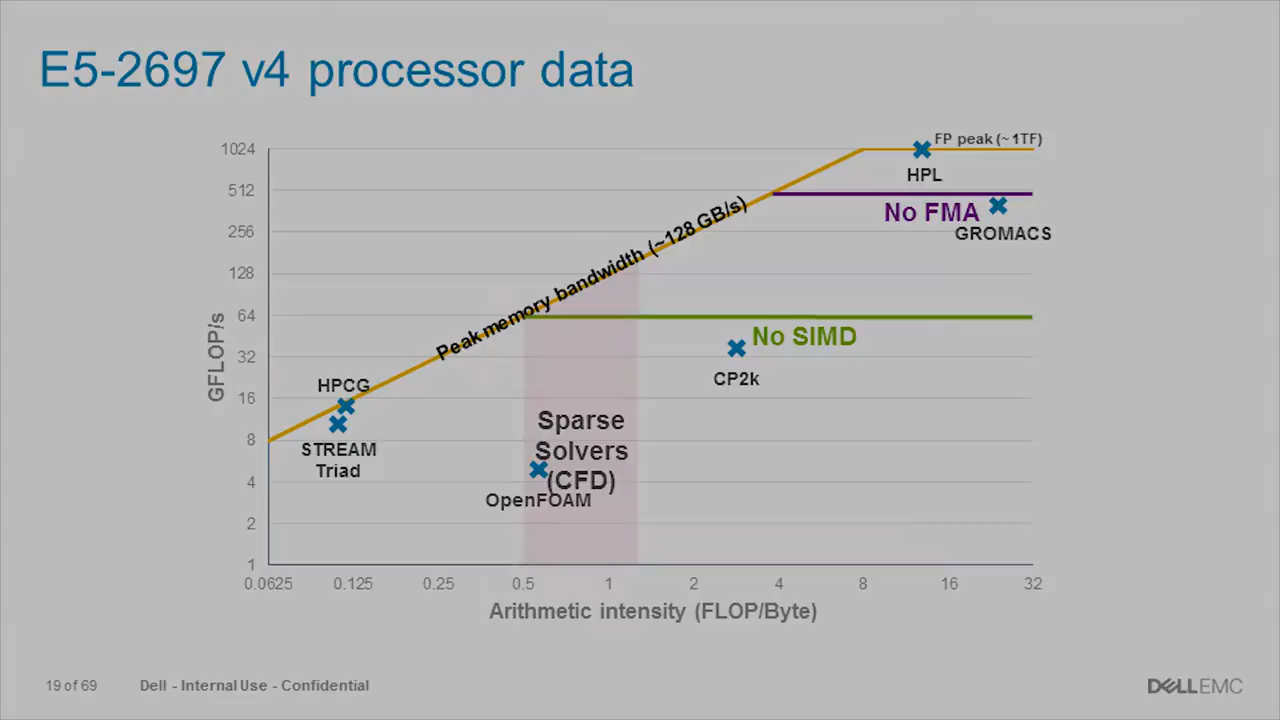 E5-2697 v4 processor data
FP peak (~1TF)
1024
HPL
512
No FMA
256
GROMACS
Peak memory bandwidth (~128 GB/s)
128
64
No SIMD
GFLOP/s
32
CP2k
HPCG
16
Sparse
Solvers
(CFD)
8
STREAM
Triad
4
OpenFOAM
2
1
0.0625 0.125 0.25 0.5 1 2 4 8 16 32
Arithmetic intensity (FLOP/Byte)
19 of 69
Dell - Internal Use - Confidential
DELLEMC